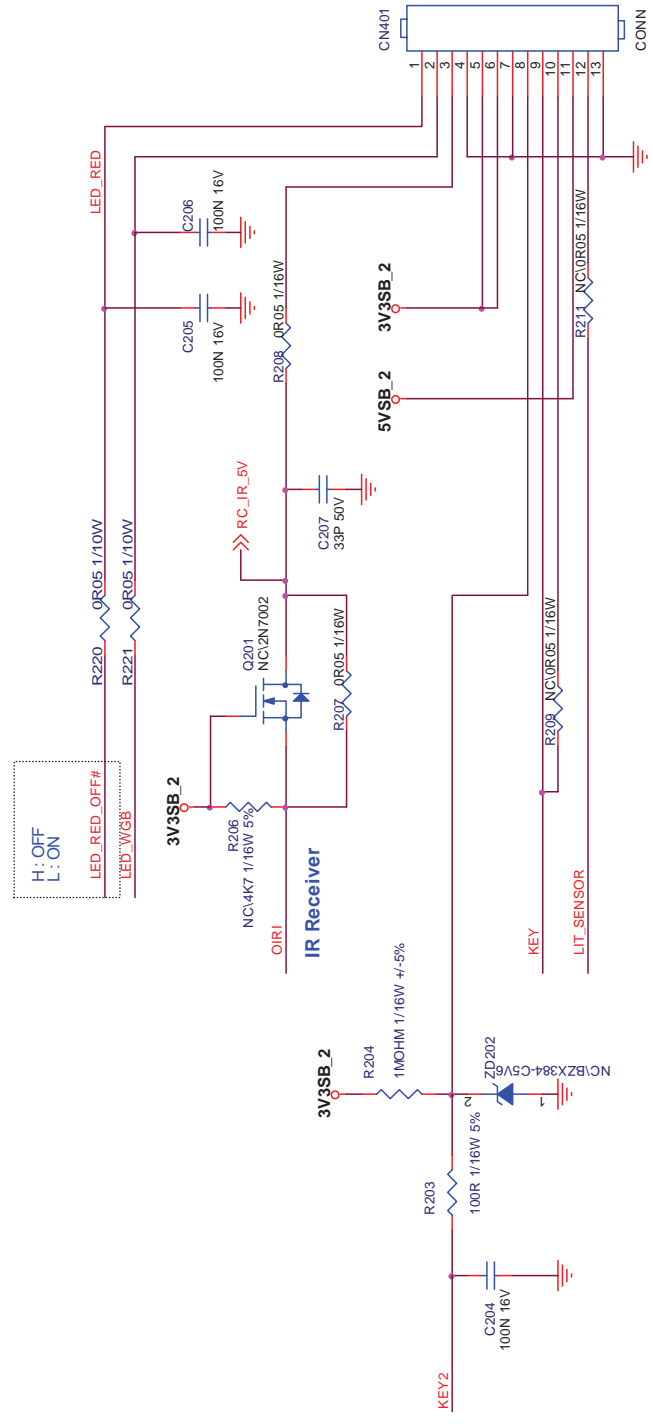 CN401
CONN
1
2
3
4
5
6
7
8
9
10
11
12
13
LED_RED
C206
100N 16V
C205
100N 16V
R208 0R05 1/16W
3V3SB_2
NC\0R05 1/16W
R211
5VSB_2
RC_IR_5V
C207
33P 50V
R220 0R05 1/10W
R221 0R05 1/10W
Q201
NC\2N7002
R207 0R05 1/16W
R209 NC\0R05 1/16W
H: OFF
L: ON
LED_RED_OFF#
LED_WGB
3V3SB_2
R206
NC\4K7 1/16W 5%
OIRI
IR Receiver
KEY
LIT_SENSOR
3V3SB_2
R204
1MOHM 1/16W +/-5%
ZD202
NC\BZX384-C5V6
2
1
R203
100R 1/16W 5%
C204
100N 16V
KEY2